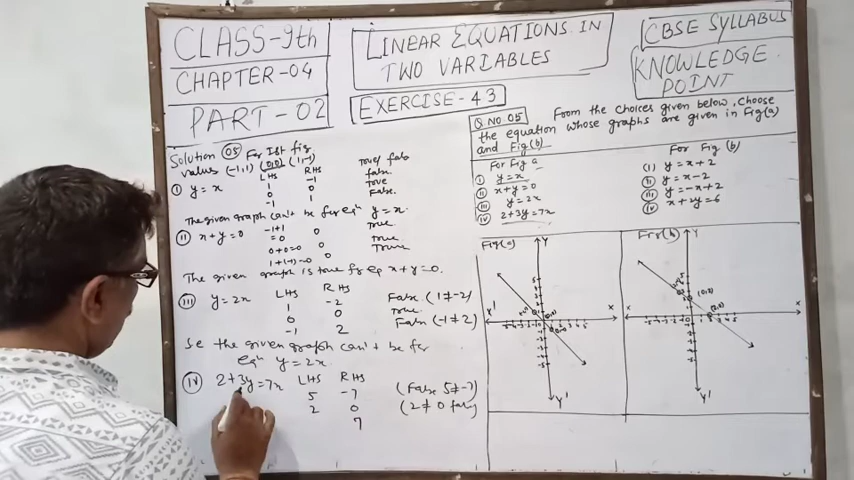 CLASS-9th
CHAPTER-04
PART-02
LINEAR EQUATIONS IN
TWO VARIABLES
EXERCISE-43
CBSE SYLLABUS
KNOWLEDGE
POINT
Q.NO 05
From the choices given below, Choose
the equation whose graphs are given in Fig(a)
and Fig(b)
For Fig a
(i) y=x
(ii) x+y=0
(iii) y=2x
(iv) 2+3y=7x
For Fig (b)
(i) y=x+2
(ii) y=x-2
(iii) y=-x+2
(iv) x+2y=6
Solution 05 For Ist fig
values (-1,1) (0,0) (1,-1)
LHS RHS
(i) y=x
1 -1 false.
0 0 True
-1 1 False.
The given graph can't be for eqn y=x.
(ii) x+y=0 -1+1 0 True.
=0
0+0=0 0 True
1+(-1)=0 0 True
The given graph is true fr eq x+y=0.
(iii) y=2x LHS RHS
1 -2 False (1≠-2)
0 0 True
-1 2 False (-1≠2)
So the given graph can't be for
eqn y=2x
(iv) 2+3y=7x LHS RHS
5 -7 (False 5≠-7)
2 0 (2≠0 false)
7
Fig(a)
Y
X'
Y'
Fig(b)
Y
X
X
Y'